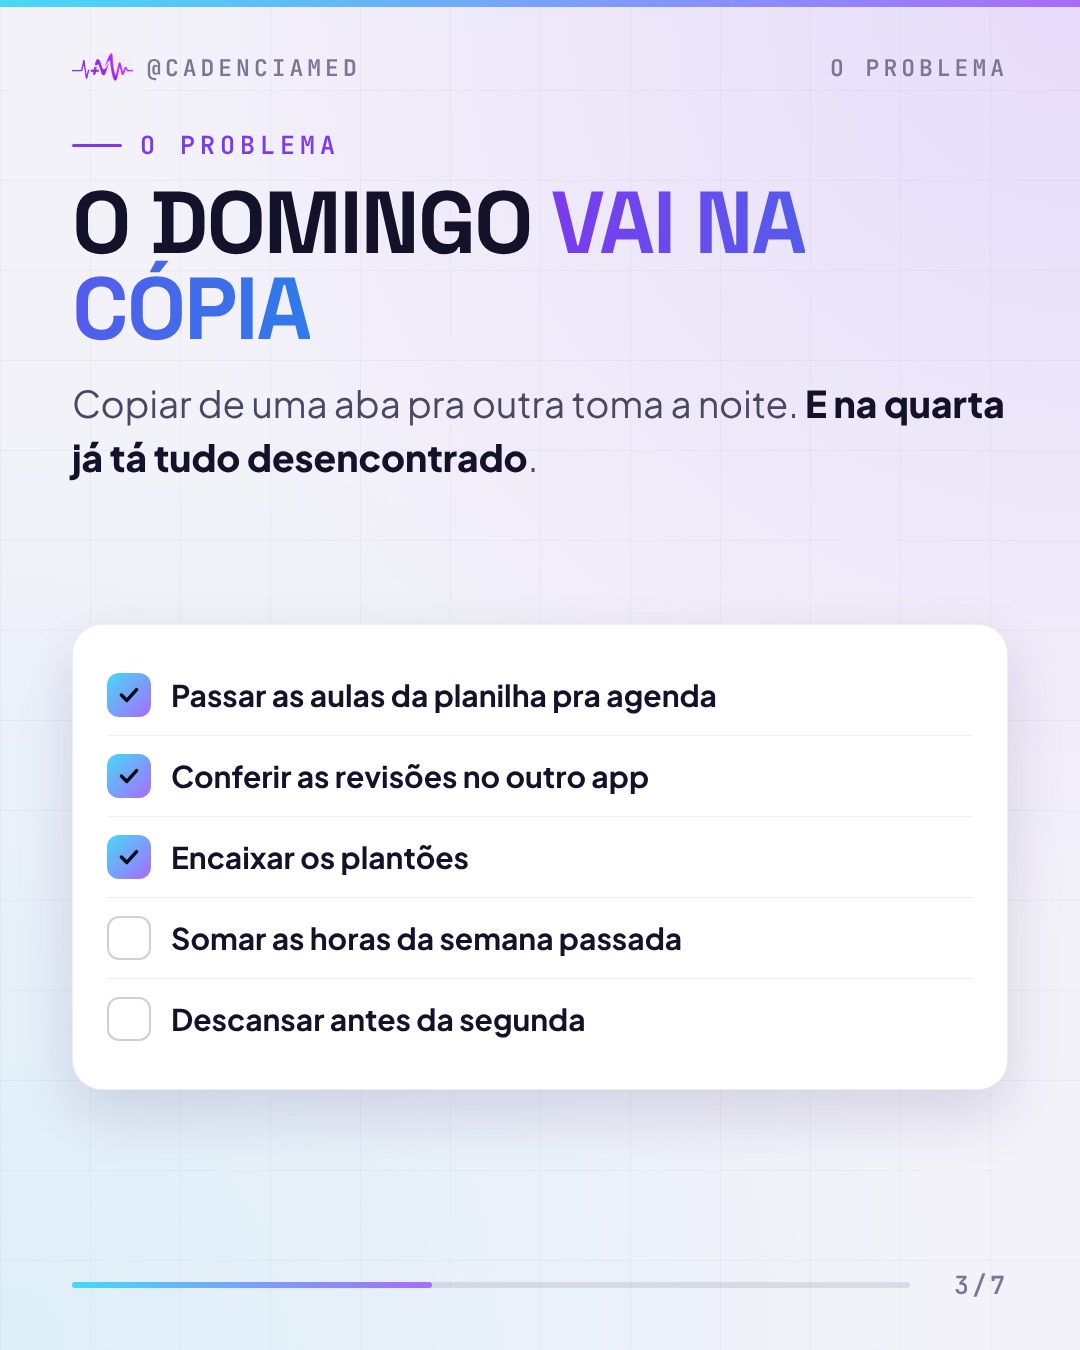 @CADENCIAMED
O PROBLEMA
O PROBLEMA
O DOMINGO VAI NA
CÓPIA
Copiar de uma aba pra outra toma a noite. E na quarta
já tá tudo desencontrado.
Passar as aulas da planilha pra agenda
Conferir as revisões no outro app
Encaixar os plantões
Somar as horas da semana passada
Descansar antes da segunda
3/7